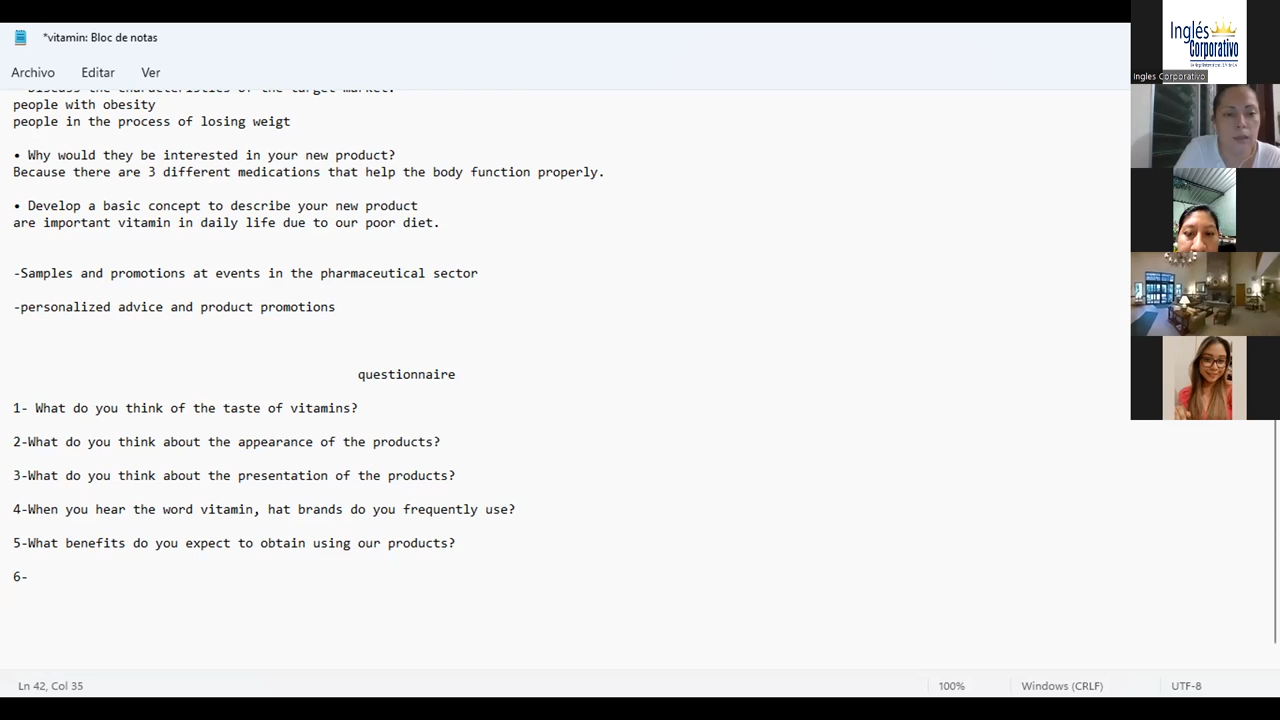 *vitamin: Bloc de notas
Archivo Editar Ver
Discuss the characteristics of the target market.
people with obesity
people in the process of losing weigt
• Why would they be interested in your new product?
Because there are 3 different medications that help the body function properly.
• Develop a basic concept to describe your new product
are important vitamin in daily life due to our poor diet.
-Samples and promotions at events in the pharmaceutical sector
-personalized advice and product promotions
questionnaire
1- What do you think of the taste of vitamins?
2-What do you think about the appearance of the products?
3-What do you think about the presentation of the products?
4-When you hear the word vitamin, hat brands do you frequently use?
5-What benefits do you expect to obtain using our products?
6-
Ln 42, Col 35
100%
Windows (CRLF)
UTF-8
Inglés
Corporativo
Ingles Corporativo